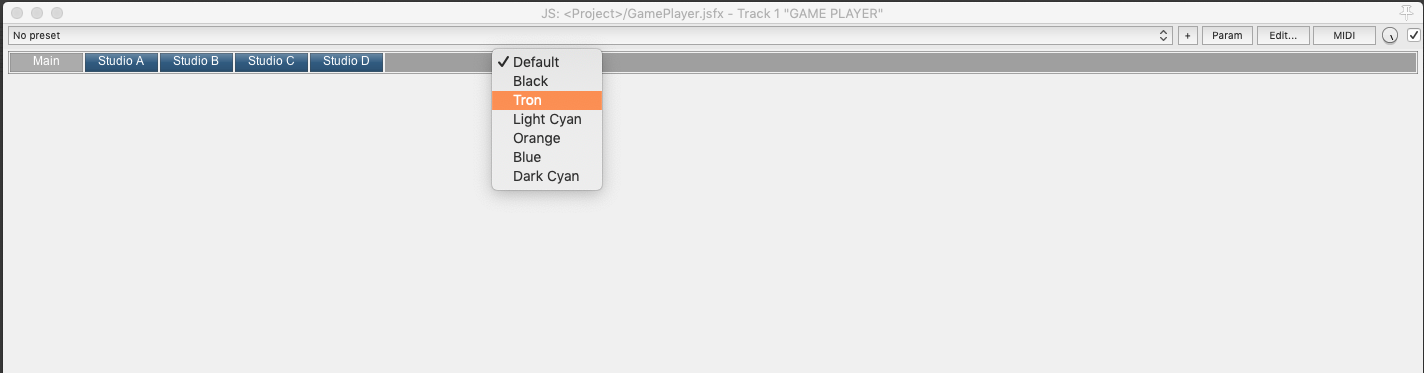 JS: <Project>/GamePlayer.jsfx - Track 1 "GAME PLAYER"
No preset + Param Edit... MIDI
Main Studio A Studio B Studio C Studio D
Default
Black
Tron
Light Cyan
Orange
Blue
Dark Cyan